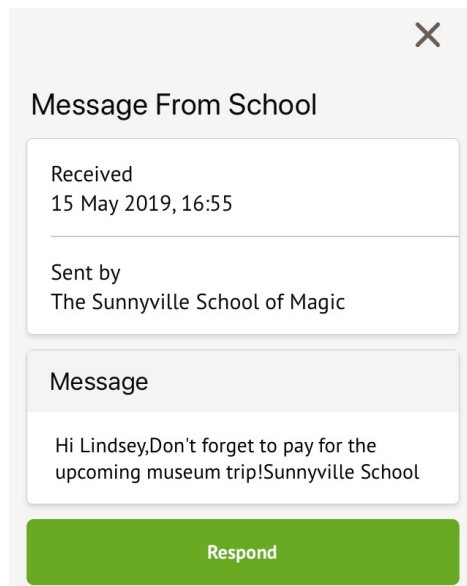 Message From School
Received
15 May 2019, 16:55
Sent by
The Sunnyville School of Magic
Message
Hi Lindsey,Don't forget to pay for the
upcoming museum trip!Sunnyville School
Respond